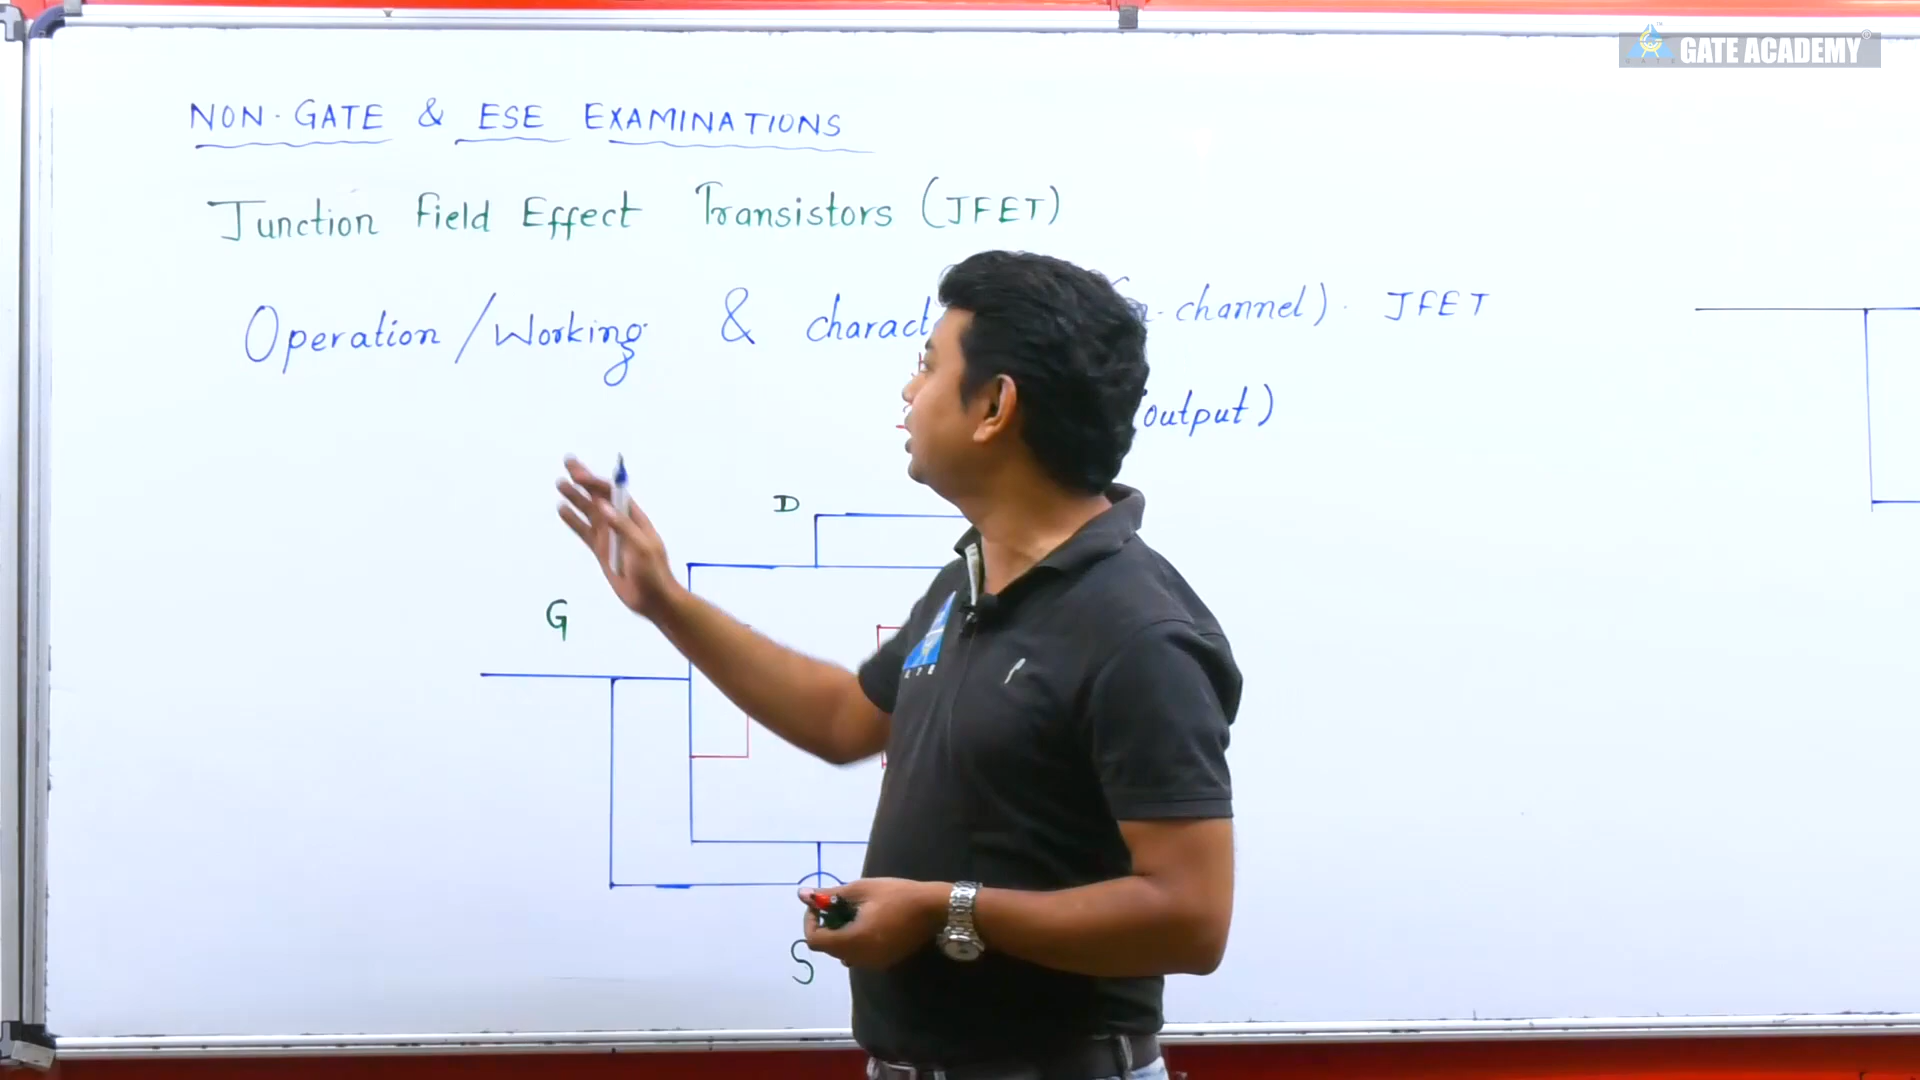 GATE ACADEMY
NON-GATE & ESE EXAMINATIONS
Junction Field Effect Transistors (JFET)
Operation/Working & charact channel). JFET
(output)
D
G
S